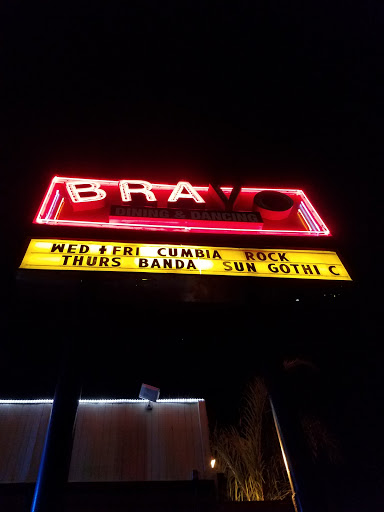 BRAVO
DINING & DANCING
WED +FRI CUMBIA ROCK
THURS BANDA SUN GOTHI C